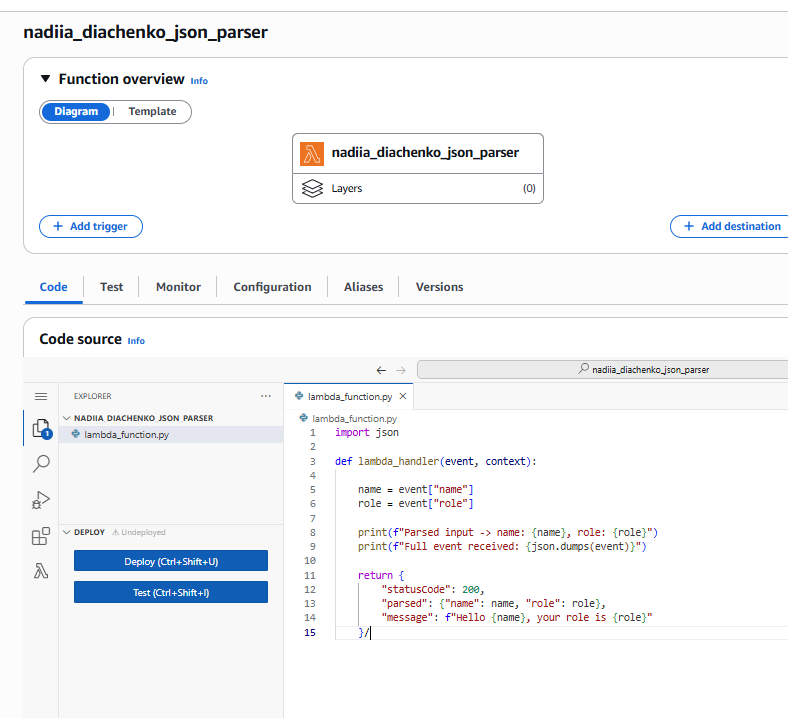 nadiia_diachenko_json_parser
Function overview Info
Diagram Template
nadiia_diachenko_json_parser
Layers (0)
+ Add trigger
+ Add destination
Code Test Monitor Configuration Aliases Versions
Code source Info
nadiia_diachenko_json_parser
EXPLORER ...
NADIIA_DIACHENKO_JSON_PARSER
lambda_function.py
1
DEPLOY Undeployed
Deploy (Ctrl+Shift+U)
Test (Ctrl+Shift+I)
lambda_function.py ×
lambda_function.py
1 import json
2
3 def lambda_handler(event, context):
4
5     name = event["name"]
6     role = event["role"]
7
8     print(f"Parsed input -> name: {name}, role: {role}")
9     print(f"Full event received: {json.dumps(event)}")
10
11     return {
12         "statusCode": 200,
13         "parsed": {"name": name, "role": role},
14         "message": f"Hello {name}, your role is {role}"
15     }/